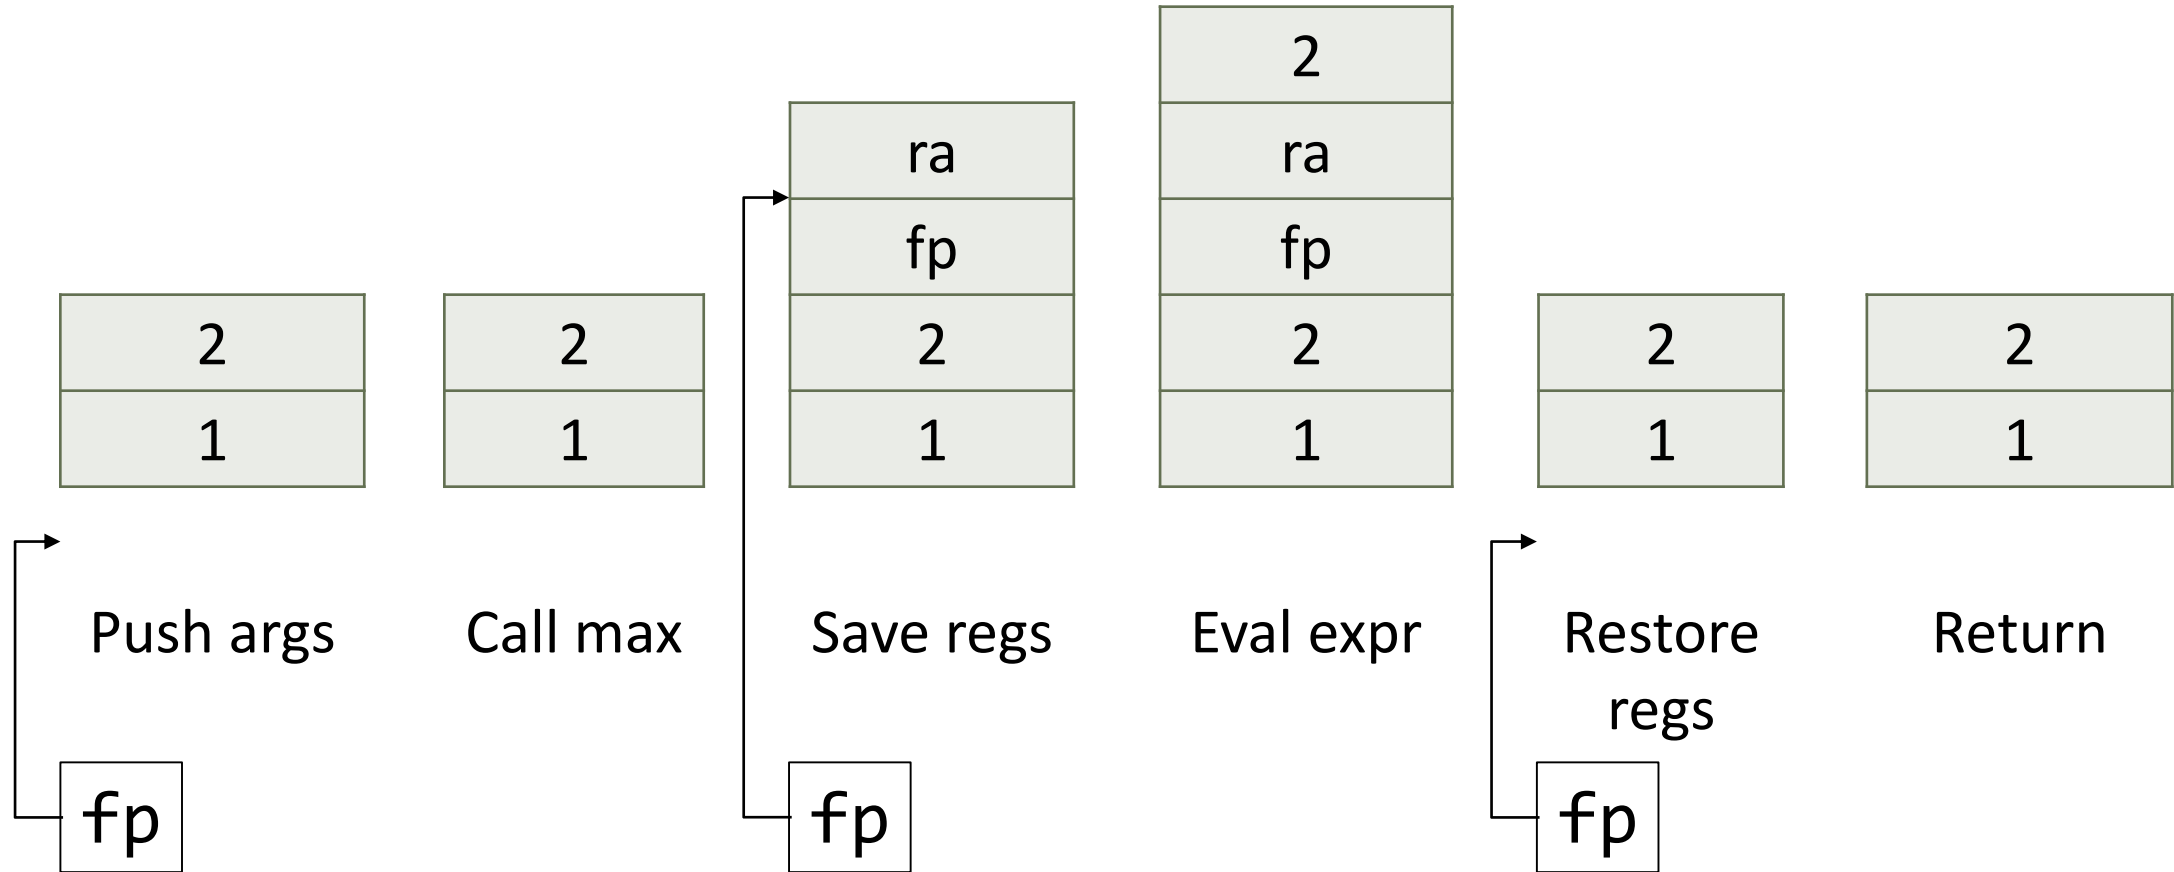 2
ra
ra
fp
fp
2
2
2
2
2
2
1
1
1
1
1
1
Push args
Call max
Save regs
Eval expr
Restore
regs
Return
fp
fp
fp